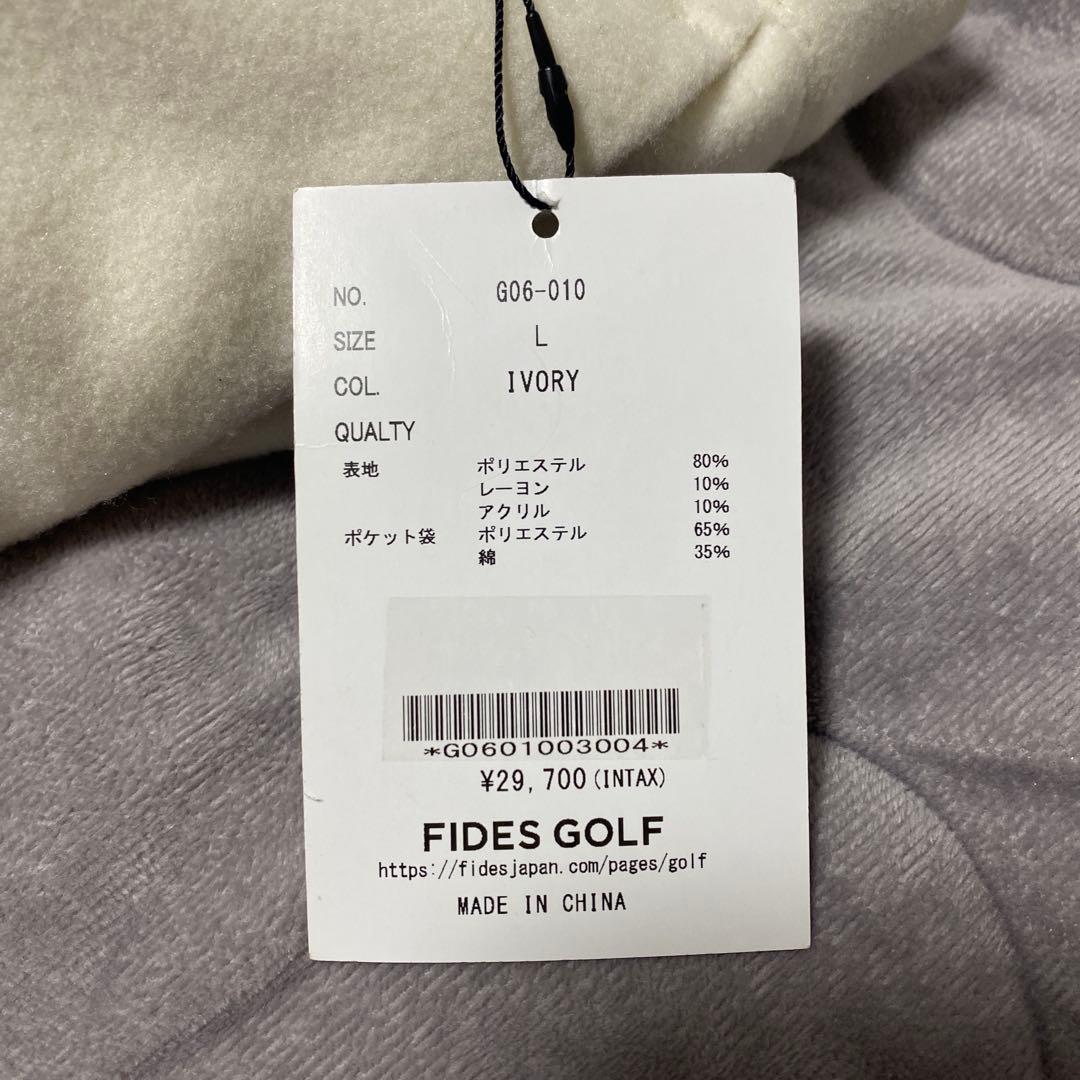 NO. G06-010
SIZE L
COL. IVORY
QUALTY
表地 ポリエステル 80%
レーヨン 10%
アクリル 10%
ポケット袋 ポリエステル 65%
綿 35%
*G0601003004*
¥29,700(INTAX)
FIDES GOLF
https://fidesjapan.com/pages/golf
MADE IN CHINA